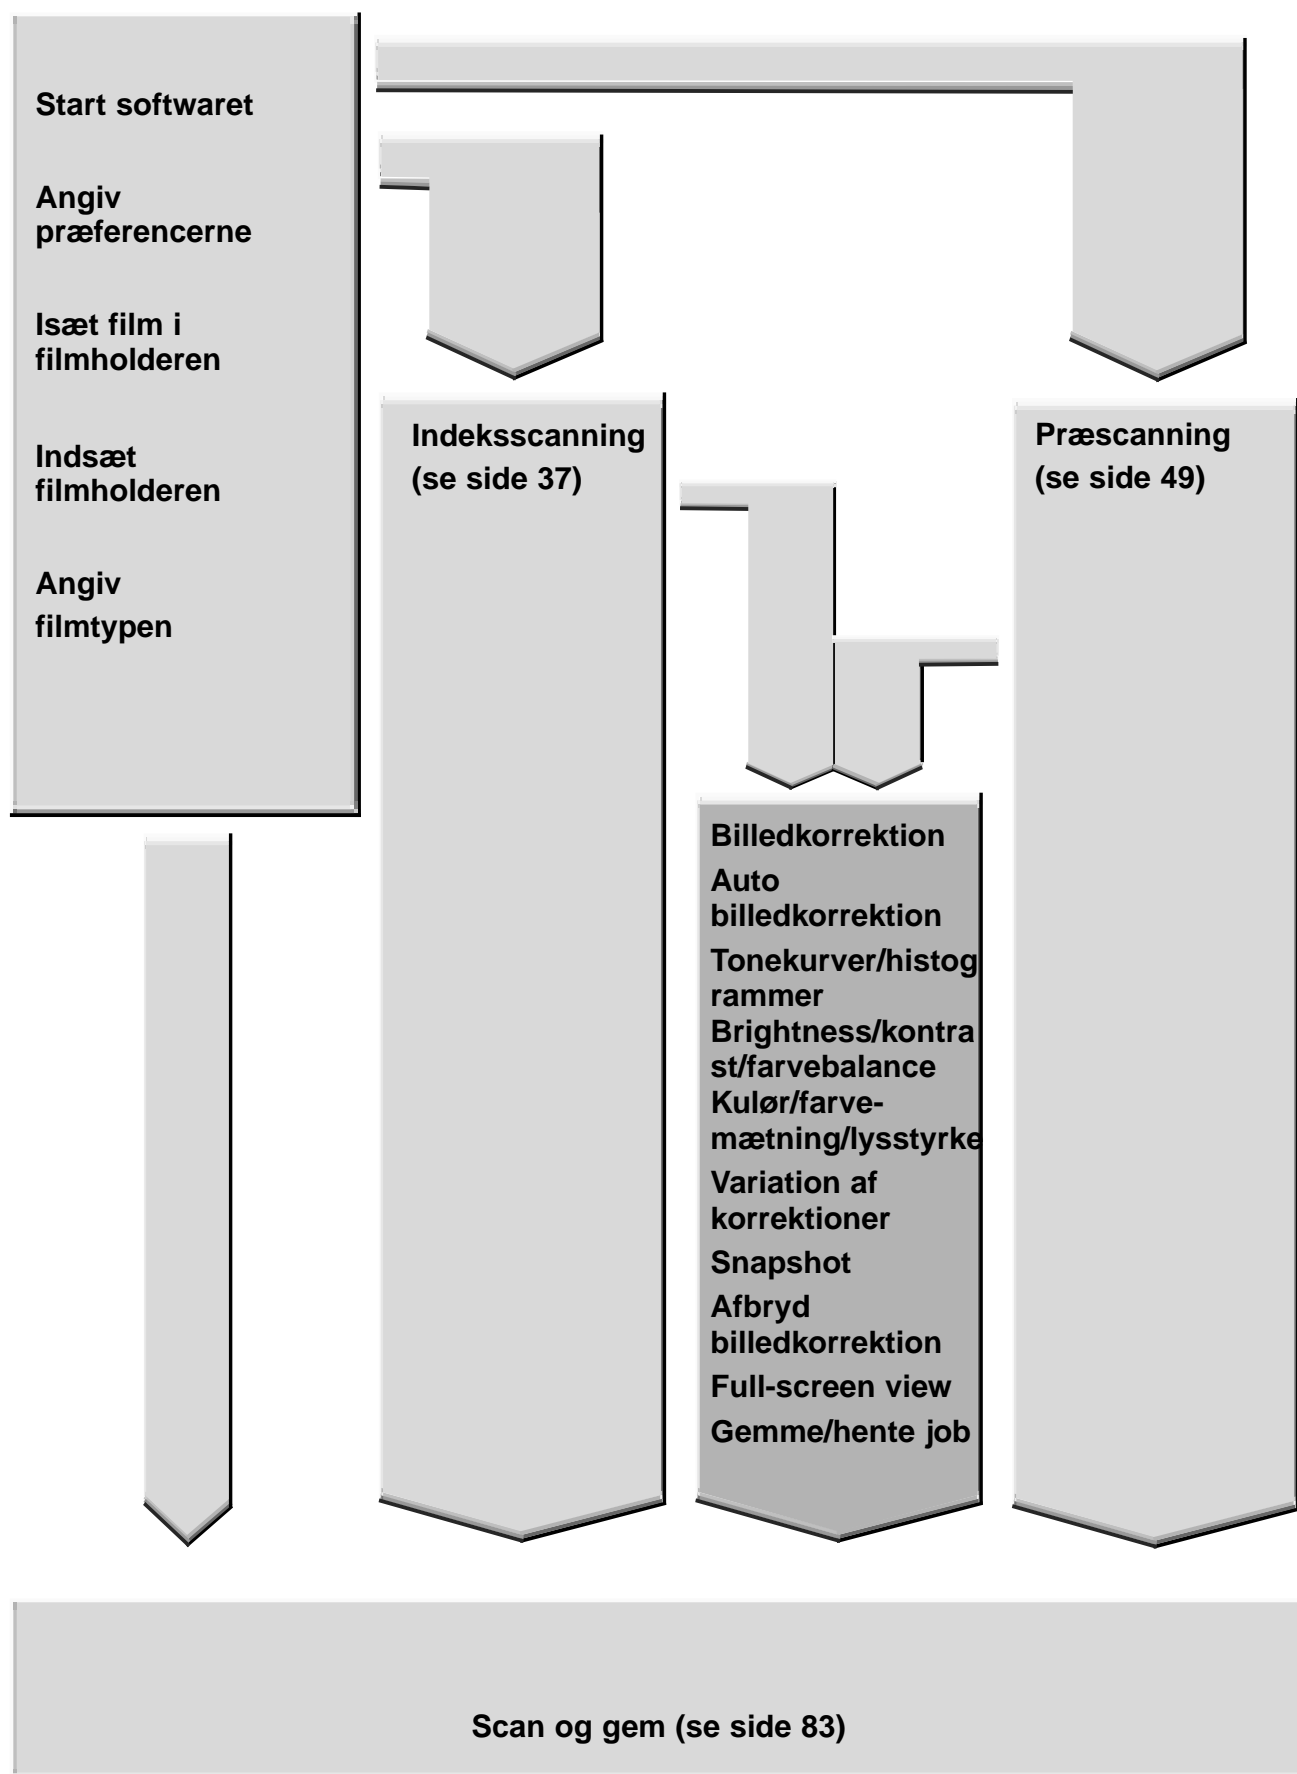 Start softwaret
Angiv
præferencerne
Isæt film i
filmholderen
Indsæt
filmholderen
Angiv
filmtypen
Indeksscanning
(se side 37)
Præscanning
(se side 49)
Billedkorrektion
Auto
billedkorrektion
Tonekurver/histog
rammer
Brightness/kontra
st/farvebalance
Kulør/farve-
mætning/lysstyrke
Variation af
korrektioner
Snapshot
Afbryd
billedkorrektion
Full-screen view
Gemme/hente job
Scan og gem (se side 83)